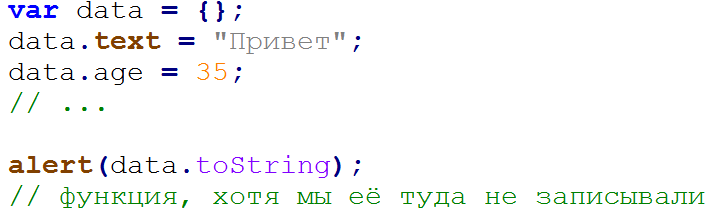 var data = {};
data.text = "Привет";
data.age = 35;
// ...
alert(data.toString);
// функция, хотя мы её туда не записывали